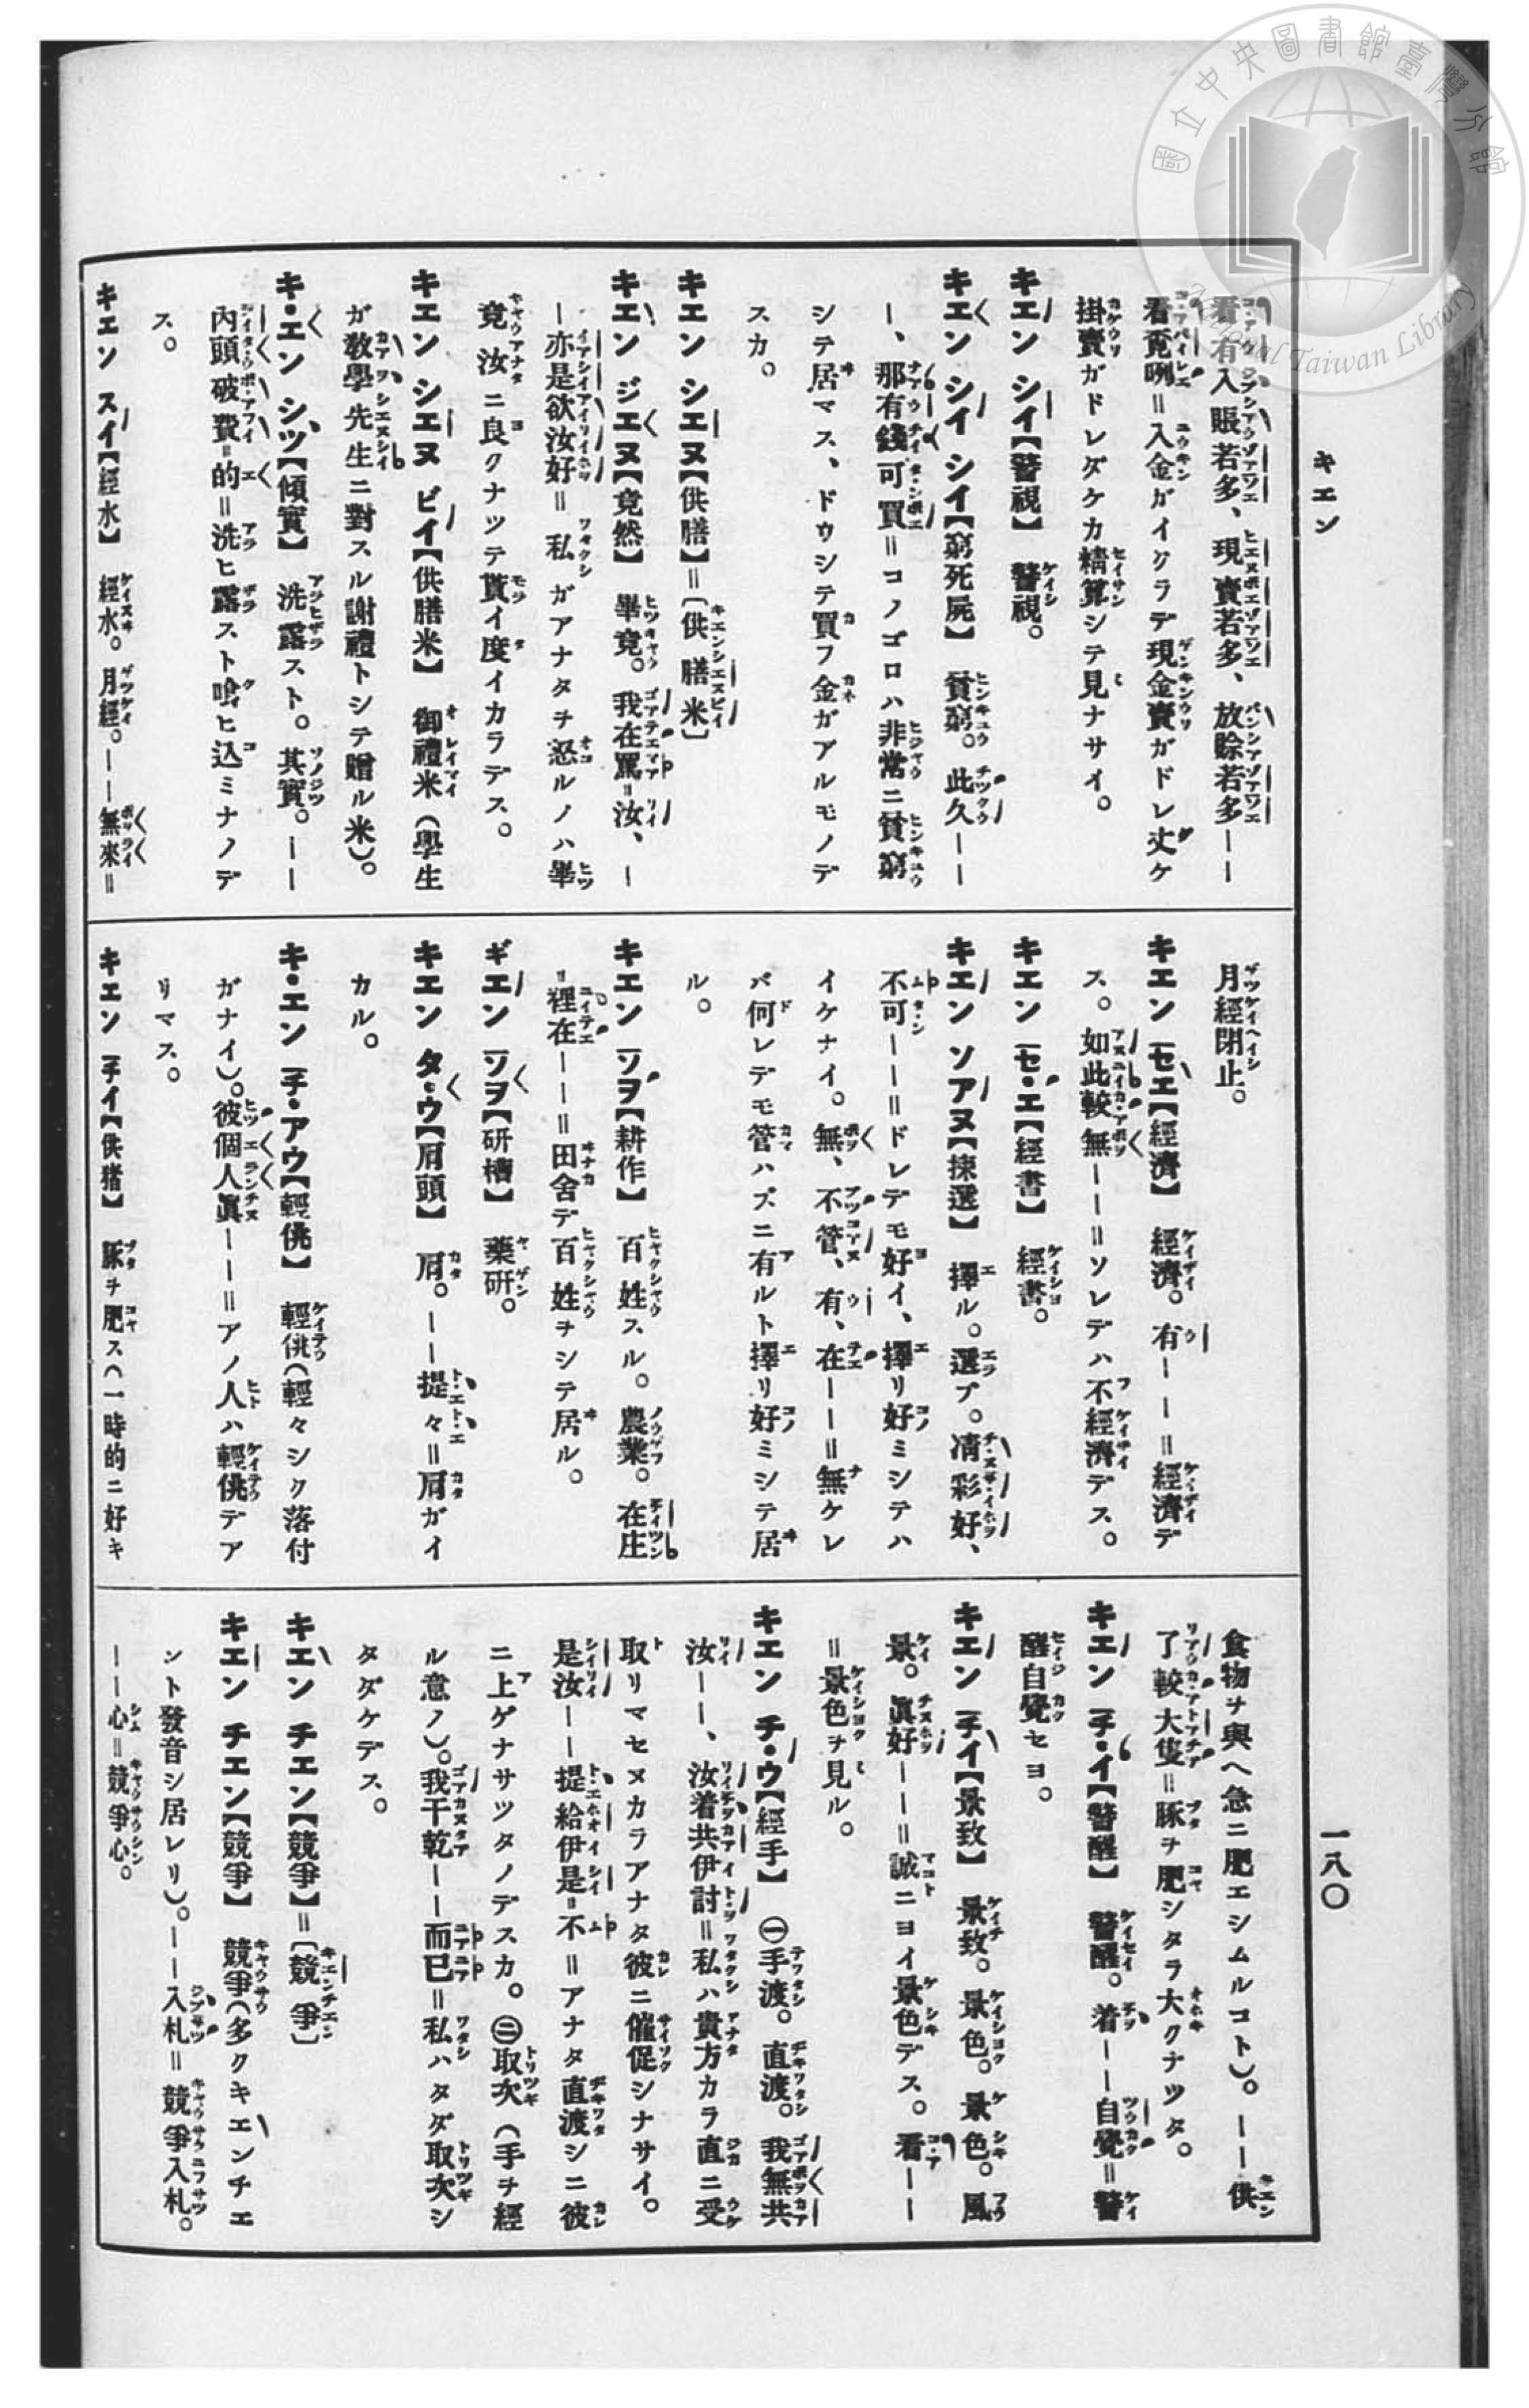 國立中央圖書館臺灣分館
National Taiwan Library
キエン
一八〇
看有入賬若多、現賣若多、放賒若多──
看覓咧＝入金ガイクラデ現金賣ガドレ丈ケ
掛賣ガドレダケカ精算シテ見ナサイ。
キエン シイ【警視】 警視。
キエン シイ シイ【窮死屍】 貧窮。此久──
─、那有錢可買＝コノゴロハ非常ニ貧窮
シテ居マス、ドウシテ買フ金ガアルモノデ
スカ。
キエン シエヌ【供膳】＝〔供膳米〕
キエン ジエヌ【竟然】 畢竟。我在罵＝汝、─
─亦是欲汝好＝私ガアナタヲ怒ルノハ畢
竟汝ニ良クナツテ貰イ度イカラデス。
キエン シエヌ ビイ【供膳米】 御禮米（學生
ガ敎學先生ニ對スル謝禮トシテ贈ル米）。
キ・エン シツ【傾實】 洗露スト。其實。──
內頭破費＝的＝洗ヒ露スト喰ヒ込ミナノデ
ス。
キエン スイ【經水】 經水。月經。──無來＝
月經閉止。
キエン セエ【經濟】 經濟。有──＝經濟デ
ス。如此較無──＝ソレデハ不經濟デス。
キエン セ・エ【經書】 經書。
キエン ソアヌ【揀選】 擇ル。選ブ。凊彩好、
不可──＝ドレデモ好イ、擇リ好ミシテハ
イケナイ。無、不管、有、在──＝無ケレ
バ何レデモ管ハズニ有ルト擇リ好ミシテ居
ル。
キエン ソヲ【耕作】 百姓スル。農業。在庄
＝裡在──＝田舍デ百姓ヲシテ居ル。
ギエン ソヲ【研槽】 藥研。
キエン タ・ウ【肩頭】 肩。──提々＝肩ガイ
カル。
キ・エン チ・アウ【輕佻】 輕佻（輕々シク落付
ガナイ）。彼個人眞──＝アノ人ハ輕佻デア
リマス。
キエン チイ【供猪】 豚ヲ肥ス（一時的ニ好キ
食物ヲ與ヘ急ニ肥エシムルコト）。──供
了較大隻＝豚ヲ肥シタラ大クナツタ。
キエン チ・イ【警醒】 警醒。着──自覺＝警
醒自覺セヨ。
キエン チイ【景致】 景致。景色。景色。風
景。眞好──＝誠ニヨイ景色デス。看──
＝景色ヲ見ル。
キエン チ・ウ【經手】 ㊀手渡。直渡。我無共
汝──、汝着共伊討＝私ハ貴方カラ直ニ受
取リマセヌカラアナタ彼ニ催促シナサイ。
是汝──提給伊是＝不＝アナタ直渡シニ彼
ニ上ゲナサツタノデスカ。㊁取次（手ヲ經
ル意ノ）。我干乾──而已＝私ハタダ取次シ
タダケデス。
キエン チエン【競爭】＝〔競爭〕
キエン チエン【競爭】 競爭（多クキエンチエ
ント發音シ居レリ）。──入札＝競爭入札。
──心＝競爭心。